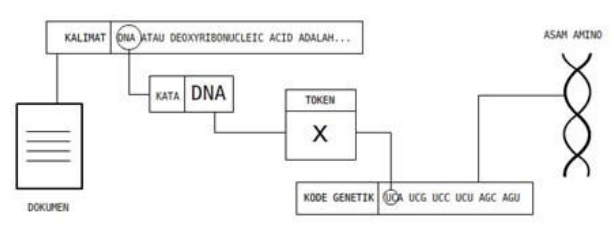 KALIMAT DNA ATAU DEOXYRIBONUCLEIC ACID ADALAH...
ASAM AMINO
KATA DNA
TOKEN
X
KODE GENETIK UCA UCG UCC UCU AGC AGU
DOKUMEN